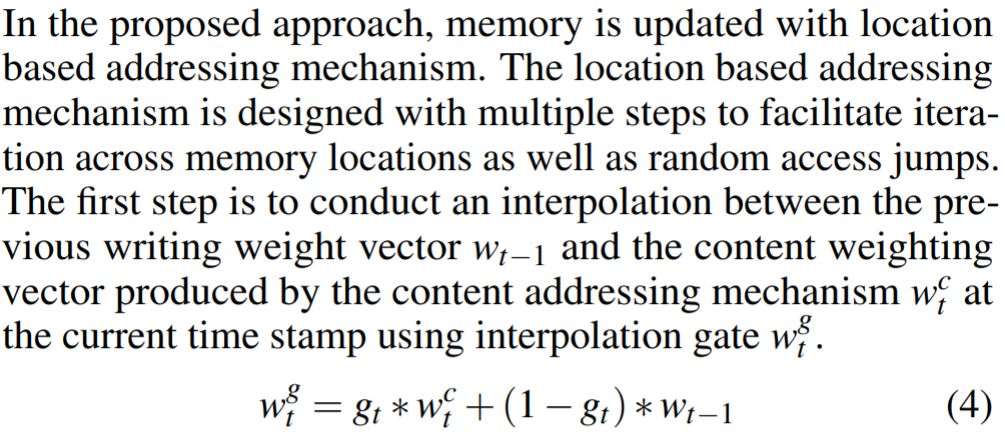 In the proposed approach, memory is updated with location
based addressing mechanism. The location based addressing
mechanism is designed with multiple steps to facilitate itera-
tion across memory locations as well as random access jumps.
The first step is to conduct an interpolation between the pre-
vious writing weight vector $w_{t-1}$ and the content weighting
vector produced by the content addressing mechanism $w_t^c$ at
the current time stamp using interpolation gate $w_t^g$.
$w_t^g = g_t * w_t^c + (1 - g_t) * w_{t-1}$ (4)